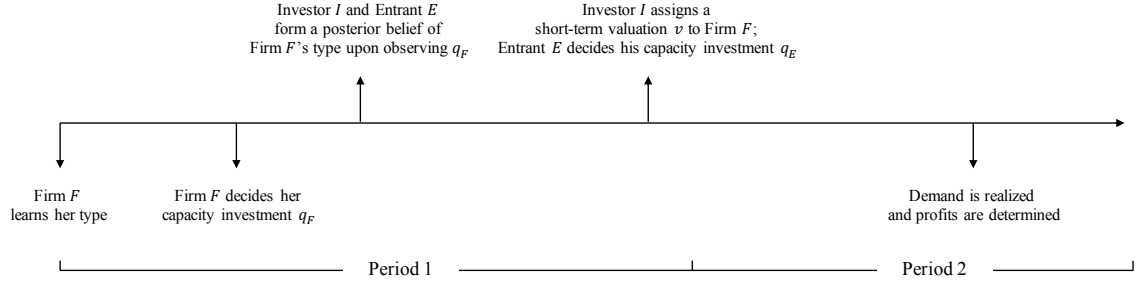 Investor I and Entrant E
form a posterior belief of
Firm F's type upon observing q_F
Investor I assigns a
short-term valuation v to Firm F;
Entrant E decides his capacity investment q_E
Firm F
learns her type
Firm F decides her
capacity investment q_F
Demand is realized
and profits are determined
Period 1
Period 2